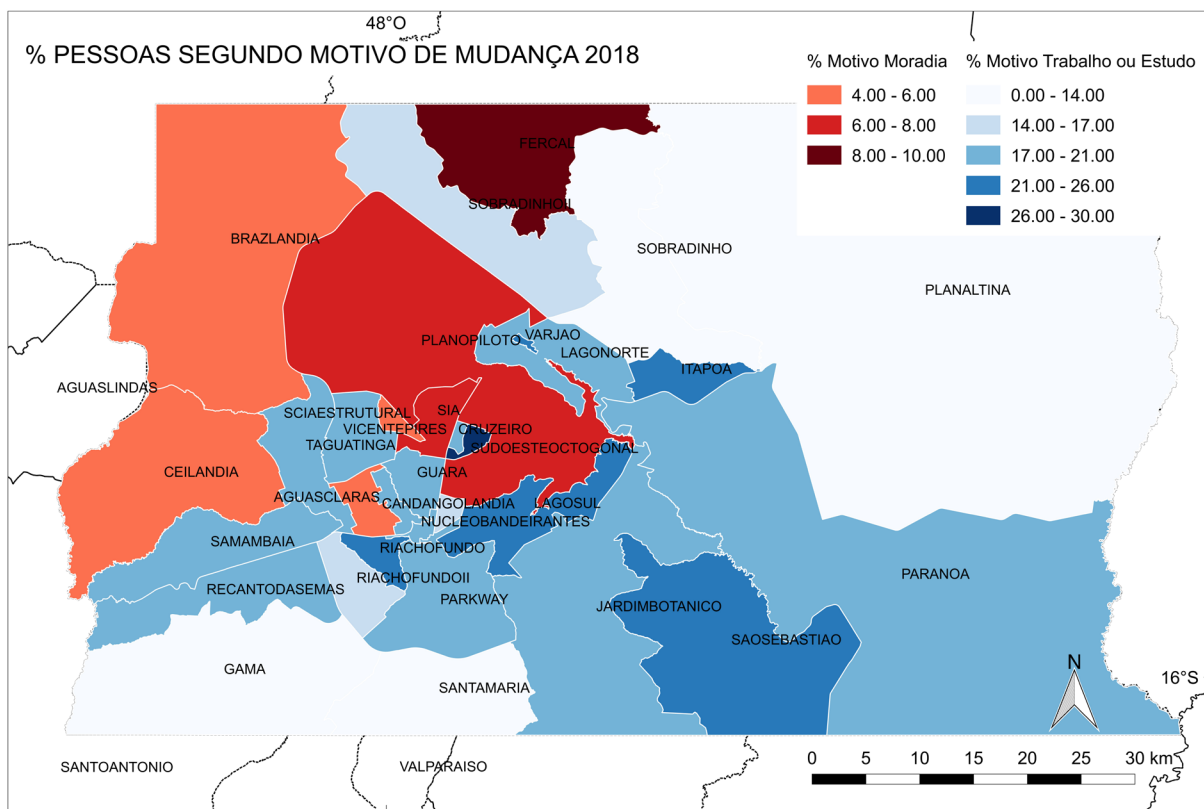 48°O
% PESSOAS SEGUNDO MOTIVO DE MUDANÇA 2018
% Motivo Moradia
4.00 - 6.00
6.00 - 8.00
8.00 - 10.00
% Motivo Trabalho ou Estudo
0.00 - 14.00
14.00 - 17.00
17.00 - 21.00
21.00 - 26.00
26.00 - 30.00
FERCAL
SOBRADINHOII
BRAZLANDIA
SOBRADINHO
PLANALTINA
VARJAO
PLANOPILOTO
LAGONORTE
ITAPOA
AGUASLINDAS
SCIAESTRUTURAL
SIA
VICENTEPIRES
CRUZEIRO
TAGUATINGA
SUDOESTEOCTOGONAL
CEILANDIA
GUARA
AGUASCLARAS
CANDANGOLANDIA
LAGOSUL
NUCLEOBANDEIRANTES
SAMAMBAIA
RIACHOFUNDO
PARANOA
RIACHOFUNDOII
RECANTODASEMAS
PARKWAY
JARDIMBOTANICO
SAOSEBASTIAO
GAMA
SANTAMARIA
N
16°S
SANTOANTONIO
VALPARAISO
0 5 10 15 20 25 30 km